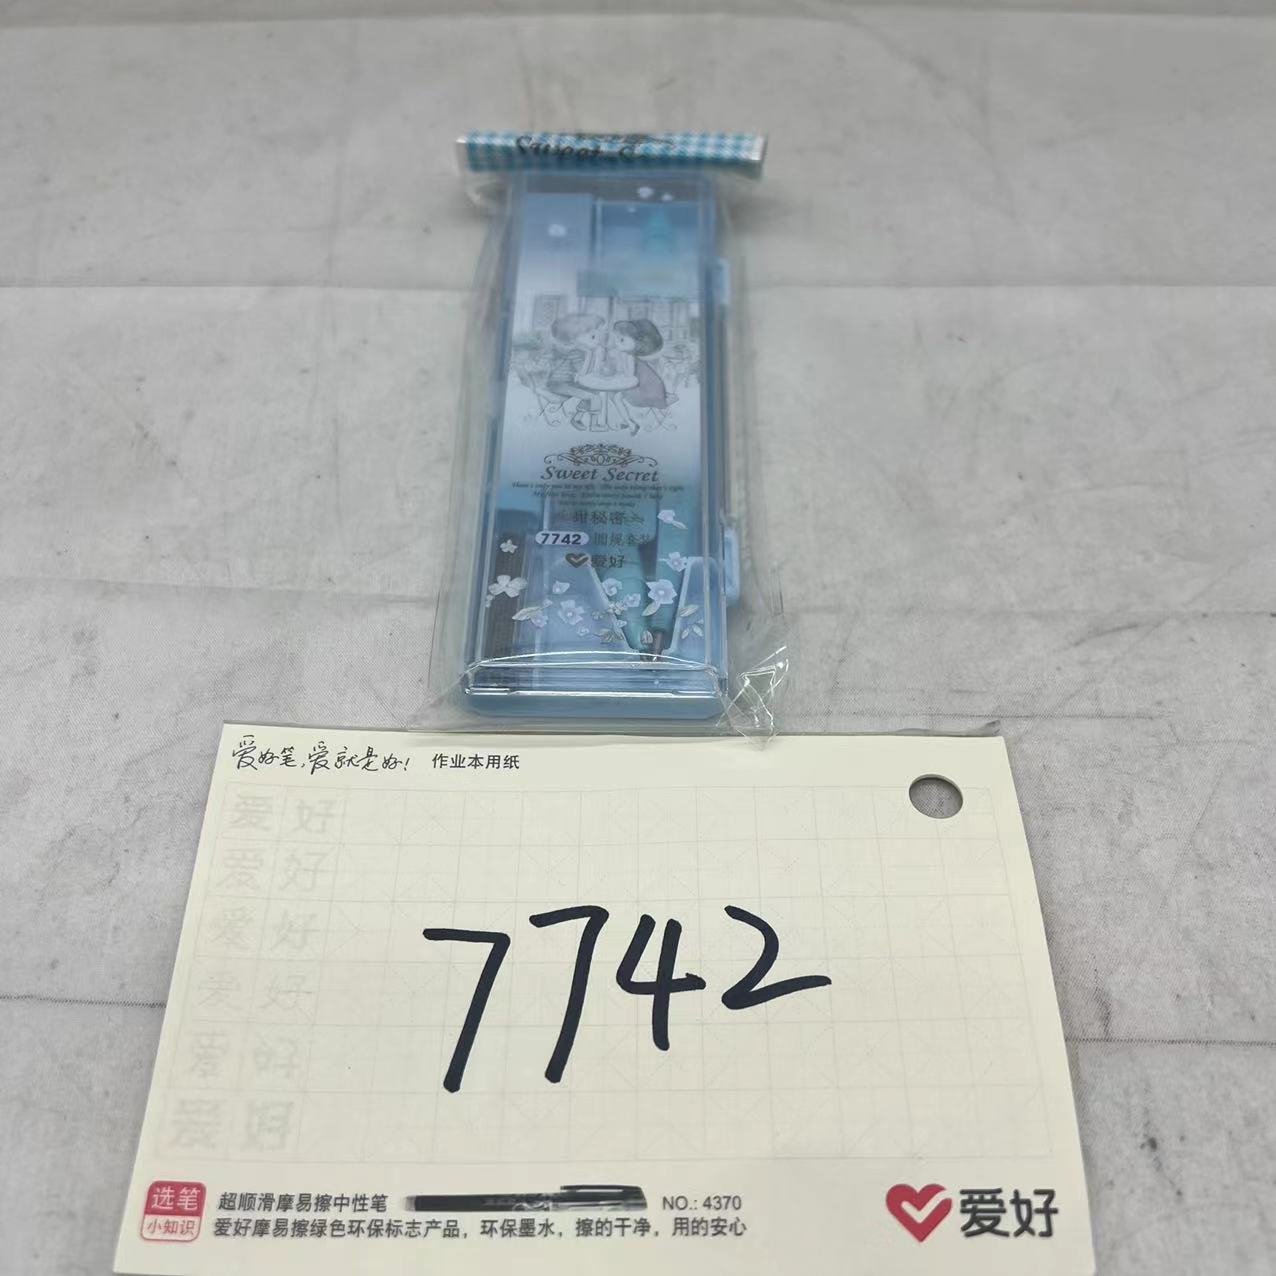 Sweet Secret
甜秘密
7742 圆规套装
爱好
爱好笔,爱就是好! 作业本用纸
爱好
爱好
爱好
爱好
爱好
爱好
7742
选笔
小知识
超顺滑摩易擦中性笔 NO.: 4370
爱好摩易擦绿色环保标志产品，环保墨水，擦的干净，用的安心
爱好